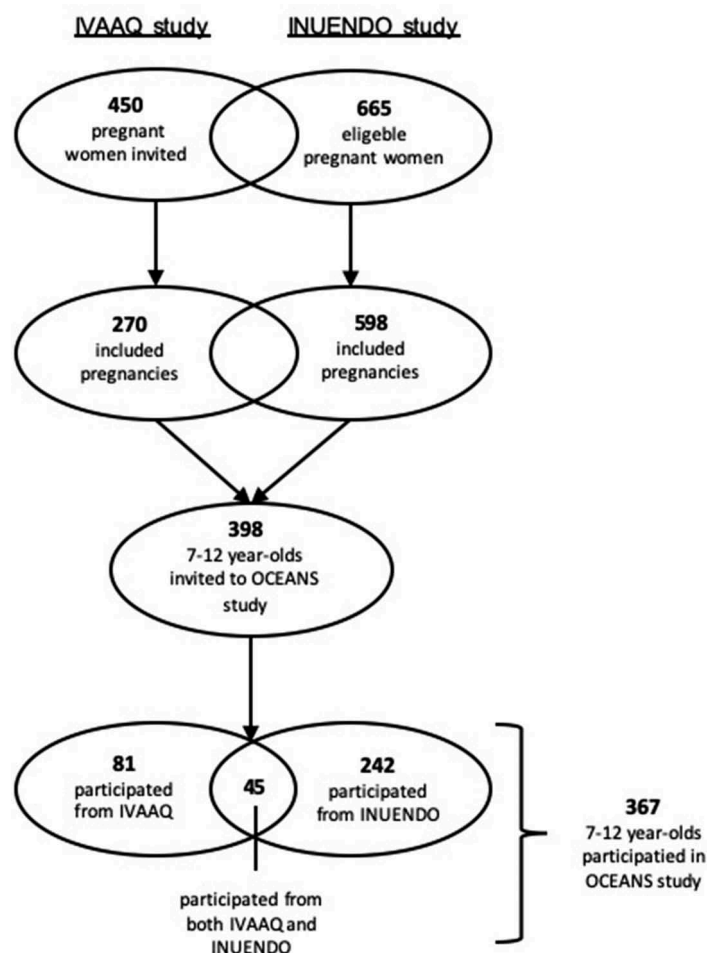 IVAAQ study
INUENDO study
450
pregnant
women invited
665
eligeble
pregnant women
270
included
pregnancies
598
included
pregnancies
398
7-12 year-olds
invited to OCEANS
study
81
participated
from IVAAQ
45
242
participated
from INUENDO
participated from
both IVAAQ and
INUENDO
367
7-12 year-olds
participatied in
OCEANS study